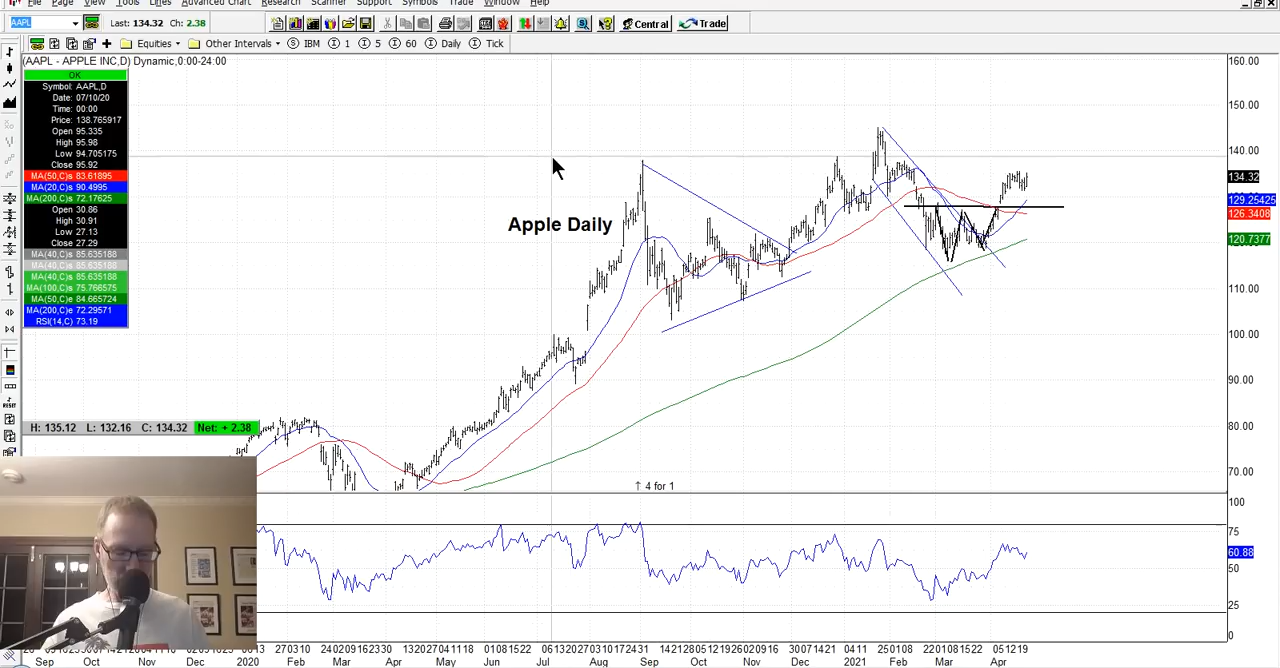 Tools Lines Advanced Chart Research Scanner Support Symbols Trade Window Help
AAPL Last: 134.32 Ch: 2.38 Central Trade
Equities Other Intervals IBM 1 5 60 Daily Tick
(AAPL - APPLE INC,D) Dynamic,0:00-24:00
OK
Symbol: AAPL,D
Date: 07/10/20
Time: 00:00
Price: 138.765917
Open 95.335
High 95.98
Low 94.705175
Close 95.92
MA(50,C)s 83.61895
MA(20,C)s 90.4995
MA(200,C)s 72.17625
Open 30.86
High 30.91
Low 27.13
Close 27.29
MA(40,C)s 85.635188
MA(40,C)s 85.635188
MA(40,C)s 85.635188
MA(100,C)s 75.766575
MA(50,C)e 84.665724
MA(200,C)e 72.29571
RSI(14,C) 73.19
RESET
Apple Daily
160.00
150.00
140.00
134.32
129.25425
126.3408
120.7377
110.00
100.00
90.00
80.00
70.00
H: 135.12 L: 132.16 C: 134.32 Net: + 2.38
↑ 4 for 1
100
75
60.88
50
25
0
Sep Oct Nov Dec 2020 Feb Mar Apr May Jun Jul Aug Sep Oct Nov Dec 2021 Feb Mar Apr